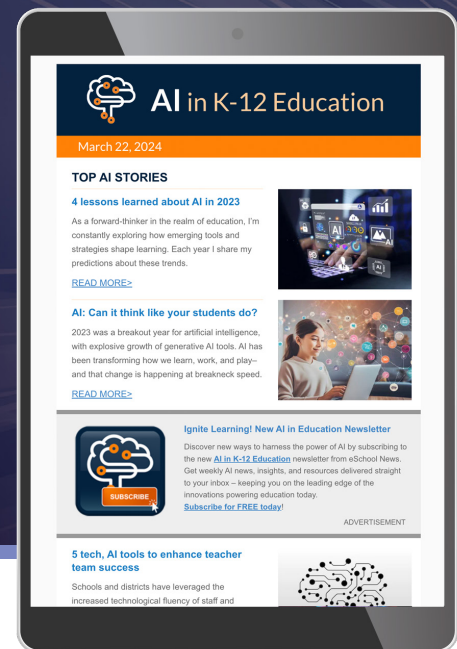 AI in K-12 Education
March 22, 2024
TOP AI STORIES
4 lessons learned about AI in 2023
As a forward-thinker in the realm of education, I'm
constantly exploring how emerging tools and
strategies shape learning. Each year I share my
predictions about these trends.
READ MORE>
AI
AI
AI
AI: Can it think like your students do?
2023 was a breakout year for artificial intelligence,
with explosive growth of generative AI tools. AI has
been transforming how we learn, work, and play–
and that change is happening at breakneck speed.
READ MORE>
SUBSCRIBE
Ignite Learning! New AI in Education Newsletter
Discover new ways to harness the power of AI by subscribing to
the new AI in K-12 Education newsletter from eSchool News.
Get weekly AI news, insights, and resources delivered straight
to your inbox – keeping you on the leading edge of the
innovations powering education today.
Subscribe for FREE today!
ADVERTISEMENT
5 tech, AI tools to enhance teacher
team success
Schools and districts have leveraged the
increased technological fluency of staff and